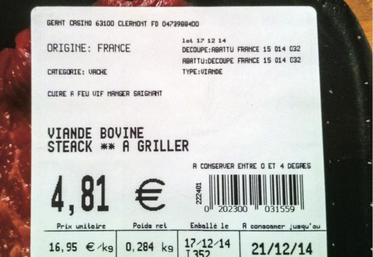 GEANT CASINO 63100 CLERMONT FD 0473988400
lot 17 12 14
ORIGINE: FRANCE
DECOUPE:ABATTU FRANCE 15 014 032
ABATTU:DECOUPE FRANCE 15 014 032
CATEGORIE: VACHE
TYPE:VIANDE
CUIRE A FEU VIF MANGER SAIGNANT
VIANDE BOVINE
STEACK ** A GRILLER
A CONSERVER ENTRE 0 ET 4 DEGRES
4,81 €
222401
0 202300 031559
Prix unitaire Poids net Emballé le A consommer jusqu'au
16,95 €/kg 0,284 kg 17/12/14 21/12/14
I352